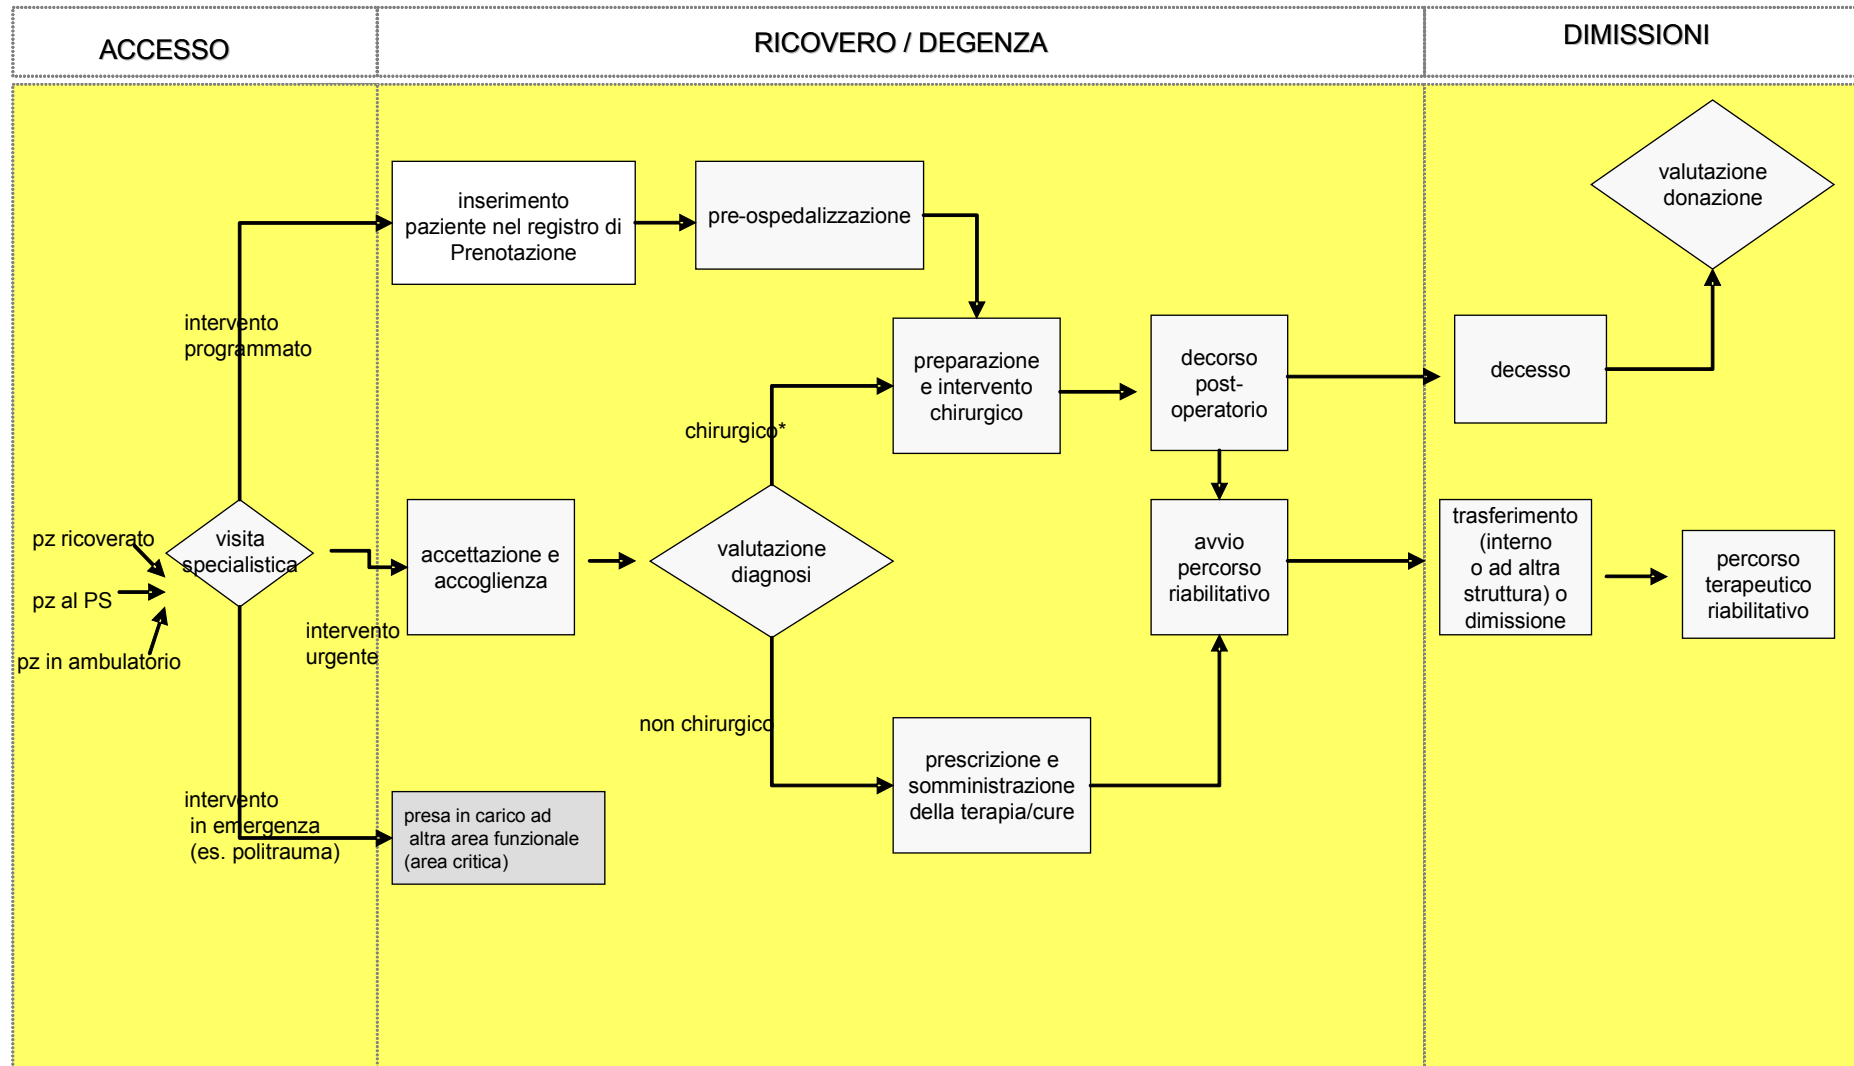 ACCESSO
RICOVERO / DEGENZA
DIMISSIONI
inserimento
paziente nel registro di
Prenotazione
pre-ospedalizzazione
valutazione
donazione
intervento
programmato
preparazione
e intervento
chirurgico
decorso
post-
operatorio
decesso
chirurgico*
pz ricoverato
pz al PS
pz in ambulatorio
visita
specialistica
accettazione e
accoglienza
valutazione
diagnosi
avvio
percorso
riabilitativo
trasferimento
(interno
o ad altra
struttura) o
dimissione
percorso
terapeutico
riabilitativo
intervento
urgente
non chirurgico
prescrizione e
somministrazione
della terapia/cure
intervento
in emergenza
(es. politrauma)
presa in carico ad
altra area funzionale
(area critica)